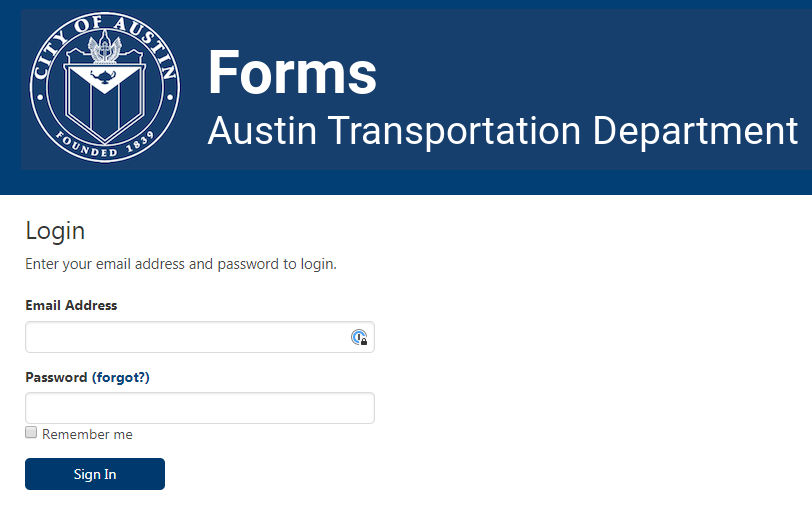 CITY OF AUSTIN
FOUNDED 1839
Forms
Austin Transportation Department
Login
Enter your email address and password to login.
Email Address
Password (forgot?)
Remember me
Sign In